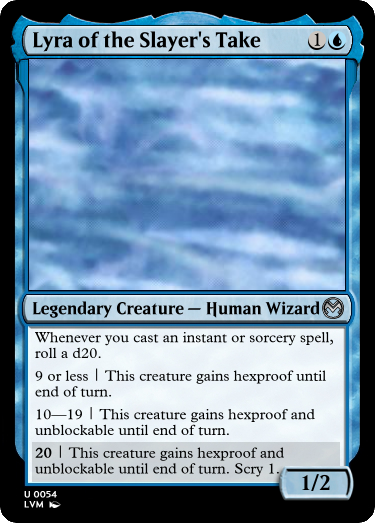 Lyra of the Slayer's Take 1
Legendary Creature — Human Wizard
Whenever you cast an instant or sorcery spell,
roll a d20.
9 or less | This creature gains hexproof until
end of turn.
10—19 | This creature gains hexproof and
unblockable until end of turn.
20 | This creature gains hexproof and
unblockable until end of turn. Scry 1.
1/2
U 0054
LVM